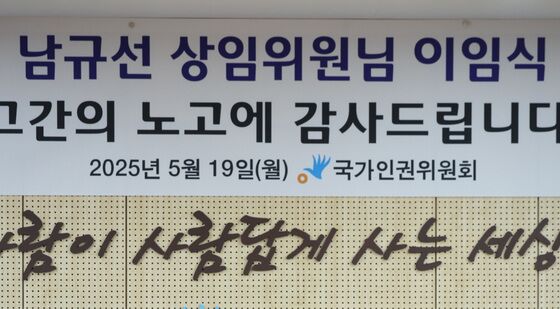 남규선 상임위원님 이임식
그간의 노고에 감사드립니다
2025년 5월 19일(월) 국가인권위원회
사람이 사람답게 사는 세상